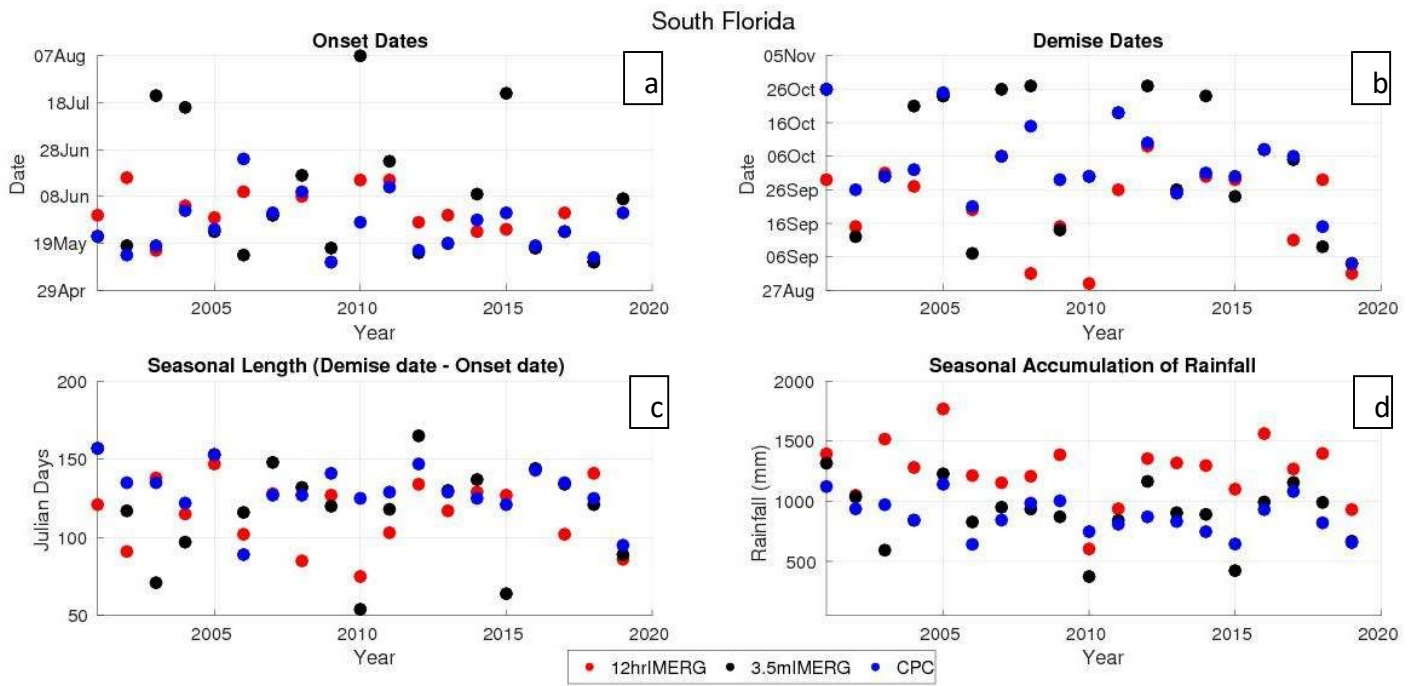 South Florida
Onset Dates
07Aug
18Jul
28Jun
08Jun
19May
29Apr
Date
2005
2010
2015
2020
Year
a
Demise Dates
05Nov
26Oct
16Oct
06Oct
26Sep
16Sep
06Sep
27Aug
Date
2005
2010
2015
2020
Year
b
Seasonal Length (Demise date - Onset date)
200
150
100
50
Julian Days
2005
2010
2015
2020
Year
c
Seasonal Accumulation of Rainfall
2000
1500
1000
500
Rainfall (mm)
2005
2010
2015
2020
Year
d
12hrIMERG 3.5mIMERG CPC